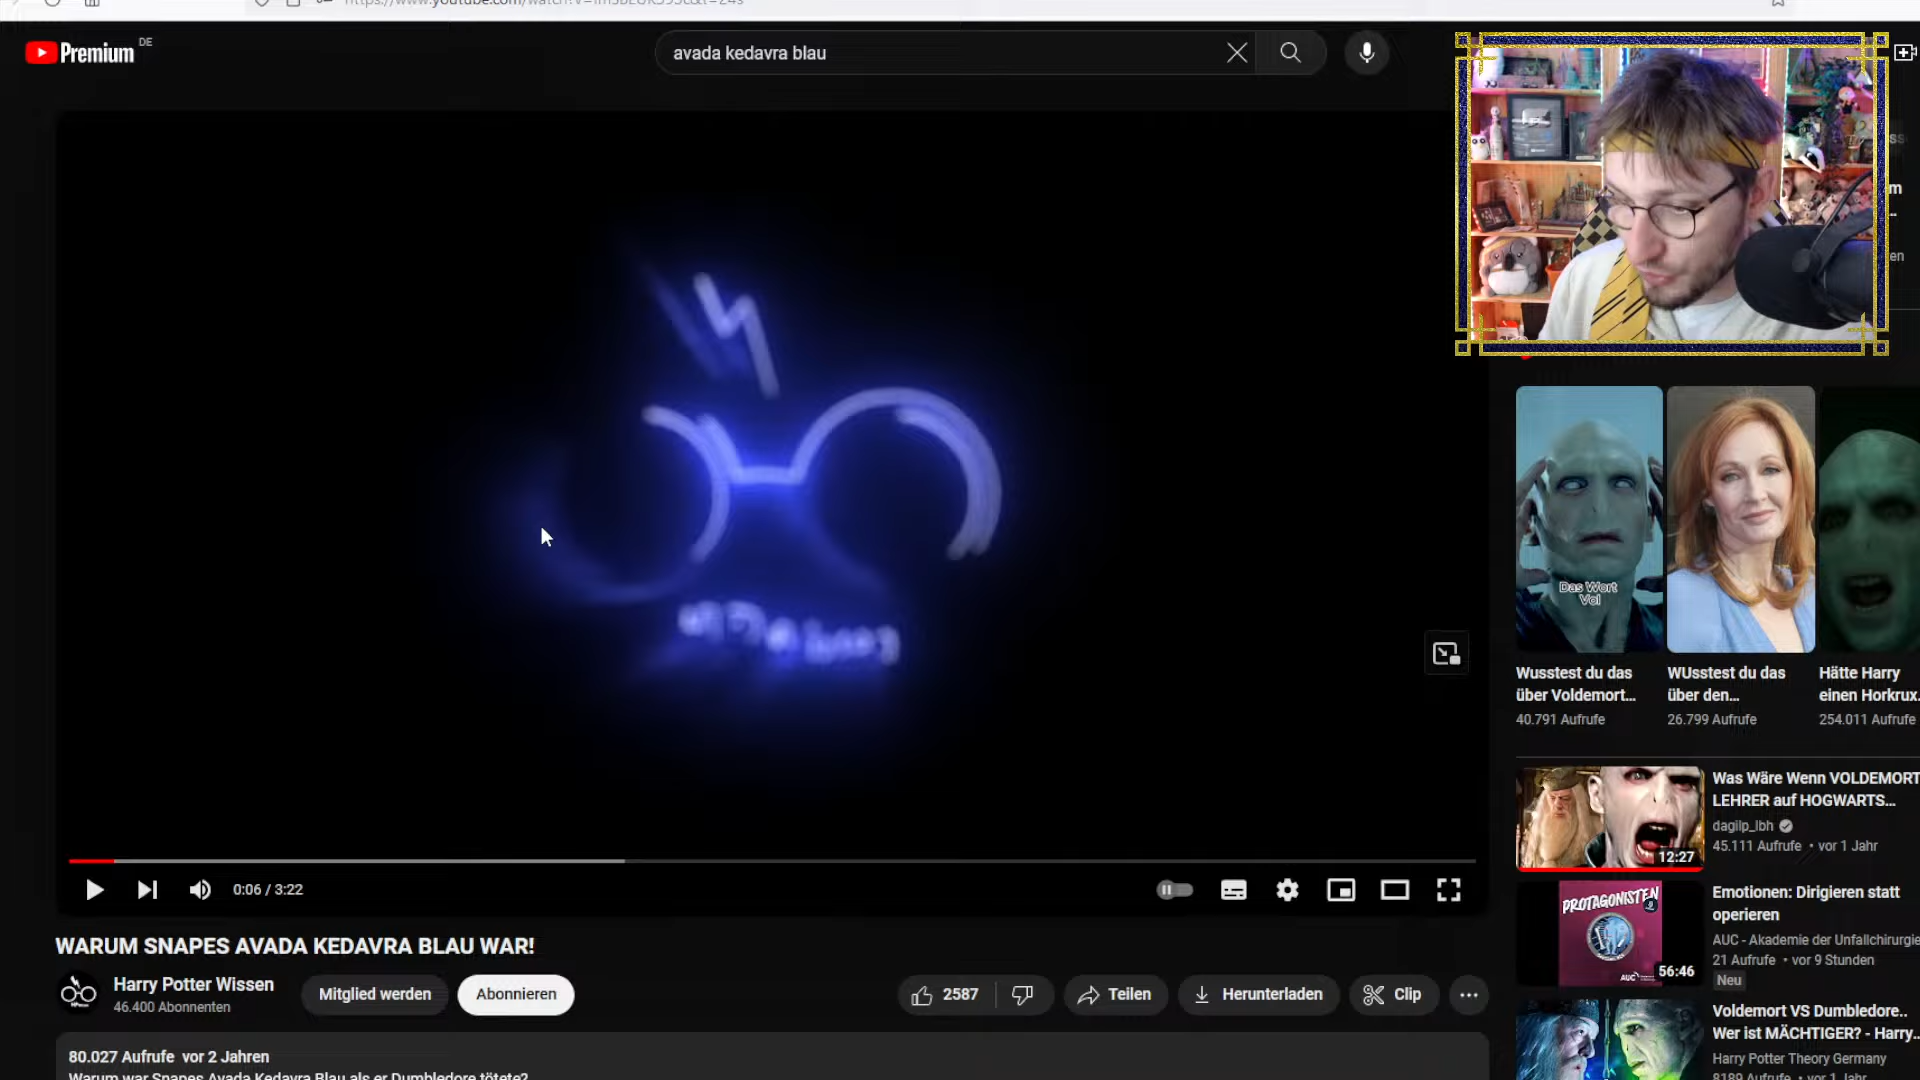 Premium DE
avada kedavra blau
0:06 / 3:22
WARUM SNAPES AVADA KEDAVRA BLAU WAR!
Harry Potter Wissen
46.400 Abonnenten
Mitglied werden
Abonnieren
2587
Teilen
Herunterladen
Clip
80.027 Aufrufe vor 2 Jahren
Warum war Snapes Avada Kedavra Blau als er Dumbledore tötete?
Das Wort
Vol
Wusstest du das
über Voldemort...
40.791 Aufrufe
WUsstest du das
über den...
26.799 Aufrufe
Hätte Harry
einen Horkrux.
254.011 Aufrufe
12:27
Was Wäre Wenn VOLDEMORT
LEHRER auf HOGWARTS...
dagilp_lbh
45.111 Aufrufe • vor 1 Jahr
PROTAGONISTEN
AUC
56:46
Emotionen: Dirigieren statt
operieren
AUC - Akademie der Unfallchirurgie
21 Aufrufe • vor 9 Stunden
Neu
Voldemort VS Dumbledore..
Wer ist MÄCHTIGER? - Harry...
Harry Potter Theory Germany
8189 Aufrufe • vor 1 Jahr